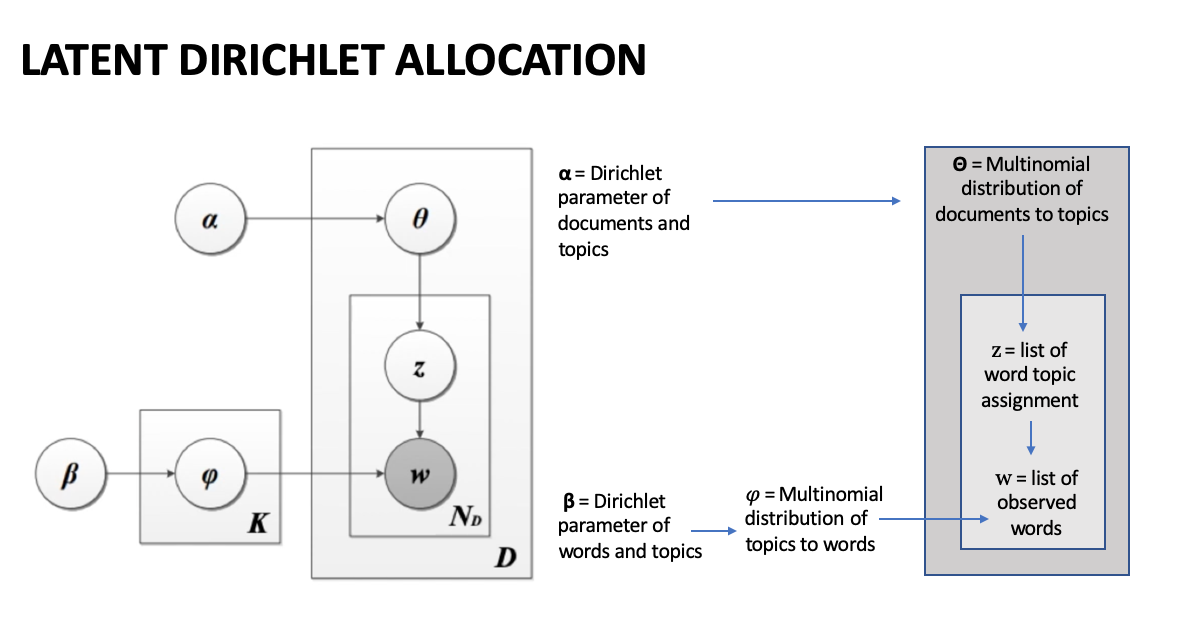 LATENT DIRICHLET ALLOCATION
α
θ
z
β
φ
w
K
N_D
D
α = Dirichlet
parameter of
documents and
topics
β = Dirichlet
parameter of
words and topics
φ = Multinomial
distribution of
topics to words
Θ = Multinomial
distribution of
documents to topics
z = list of
word topic
assignment
w = list of
observed
words